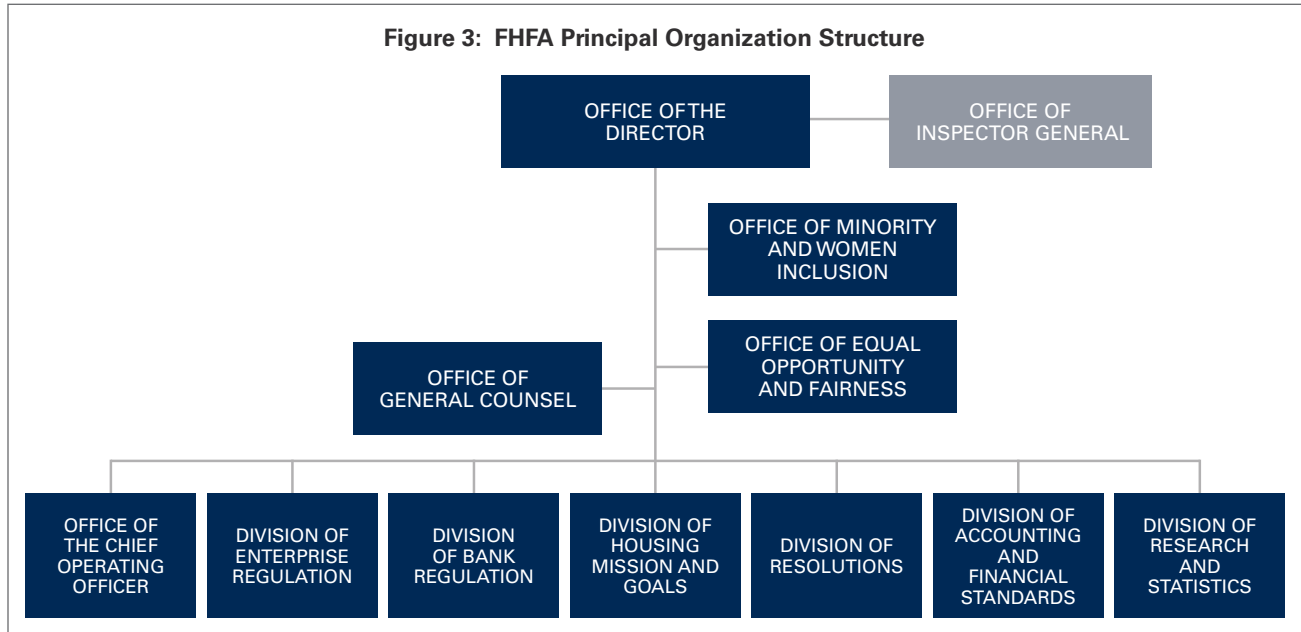 Figure 3: FHFA Principal Organization Structure
OFFICE OF THE
DIRECTOR
OFFICE OF
INSPECTOR GENERAL
OFFICE OF MINORITY
AND WOMEN
INCLUSION
OFFICE OF EQUAL
OPPORTUNITY
AND FAIRNESS
OFFICE OF
GENERAL COUNSEL
OFFICE OF
THE CHIEF
OPERATING
OFFICER
DIVISION OF
ENTERPRISE
REGULATION
DIVISION
OF BANK
REGULATION
DIVISION OF
HOUSING
MISSION AND
GOALS
DIVISION OF
RESOLUTIONS
DIVISION OF
ACCOUNTING
AND
FINANCIAL
STANDARDS
DIVISION OF
RESEARCH
AND
STATISTICS